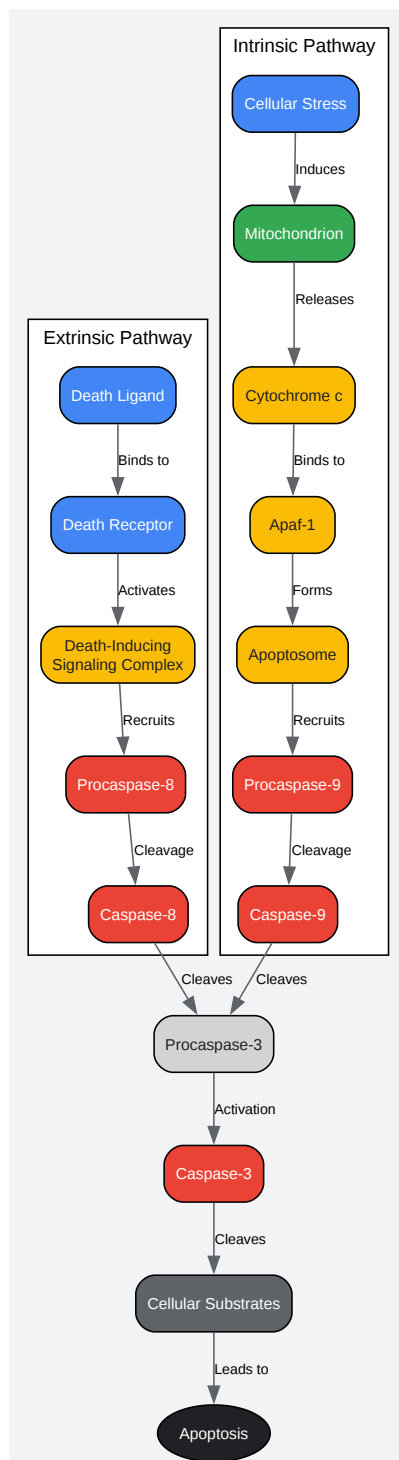 Intrinsic Pathway
Cellular Stress
Induces
Mitochondrion
Releases
Cytochrome c
Binds to
Apaf-1
Forms
Apoptosome
Recruits
Procaspase-9
Cleavage
Caspase-9
Cleaves
Extrinsic Pathway
Death Ligand
Binds to
Death Receptor
Activates
Death-Inducing
Signaling Complex
Recruits
Procaspase-8
Cleavage
Caspase-8
Cleaves
Procaspase-3
Activation
Caspase-3
Cleaves
Cellular Substrates
Leads to
Apoptosis